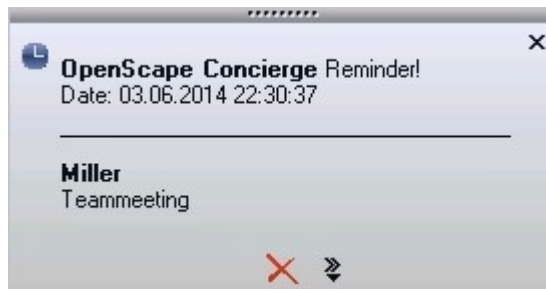 OpenScape Concierge Reminder!
Date: 03.06.2014 22:30:37
Miller
Teammeeting